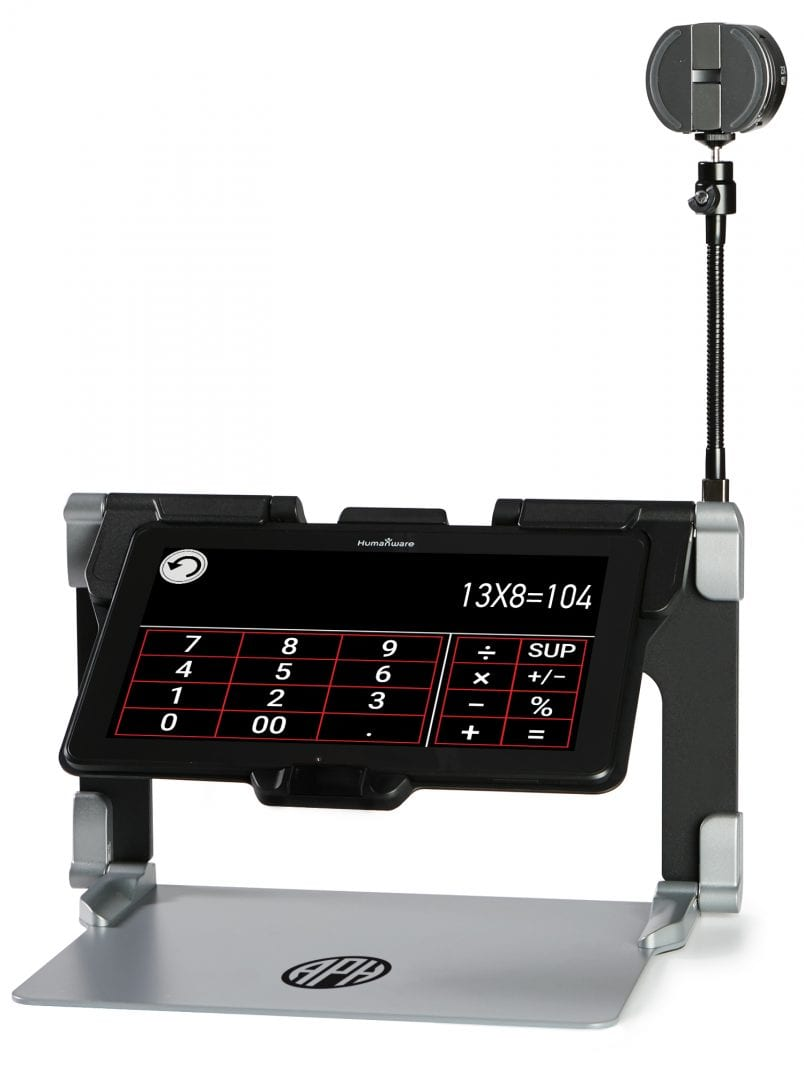 HumanWare
13X8=104
7 8 9 ÷ SUP
4 5 6 × +/−
1 2 3 − %
0 00 . + =
APH